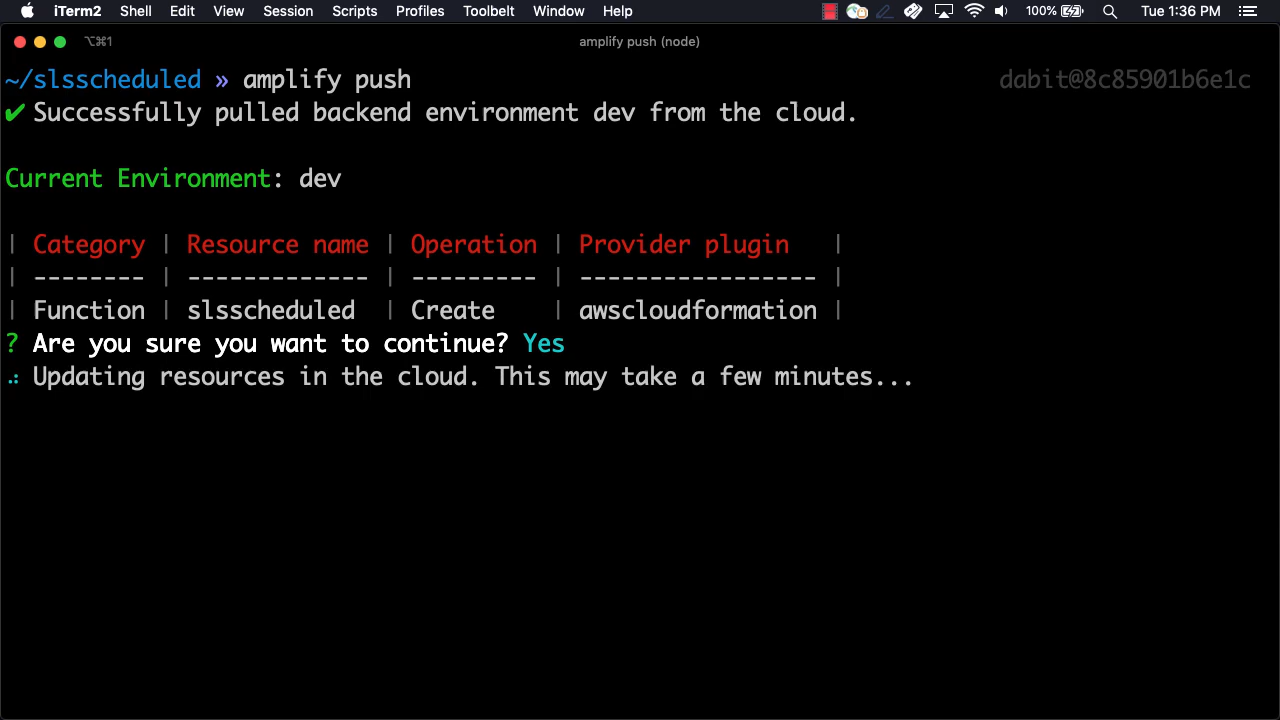 iTerm2 Shell Edit View Session Scripts Profiles Toolbelt Window Help 100% Tue 1:36 PM
⌥⌘1 amplify push (node)
~/slsscheduled » amplify push dabit@8c85901b6e1c
✔ Successfully pulled backend environment dev from the cloud.
Current Environment: dev
| Category | Resource name | Operation | Provider plugin |
| -------- | ------------- | --------- | ----------------- |
| Function | slsscheduled | Create | awscloudformation |
? Are you sure you want to continue? Yes
⠴ Updating resources in the cloud. This may take a few minutes...